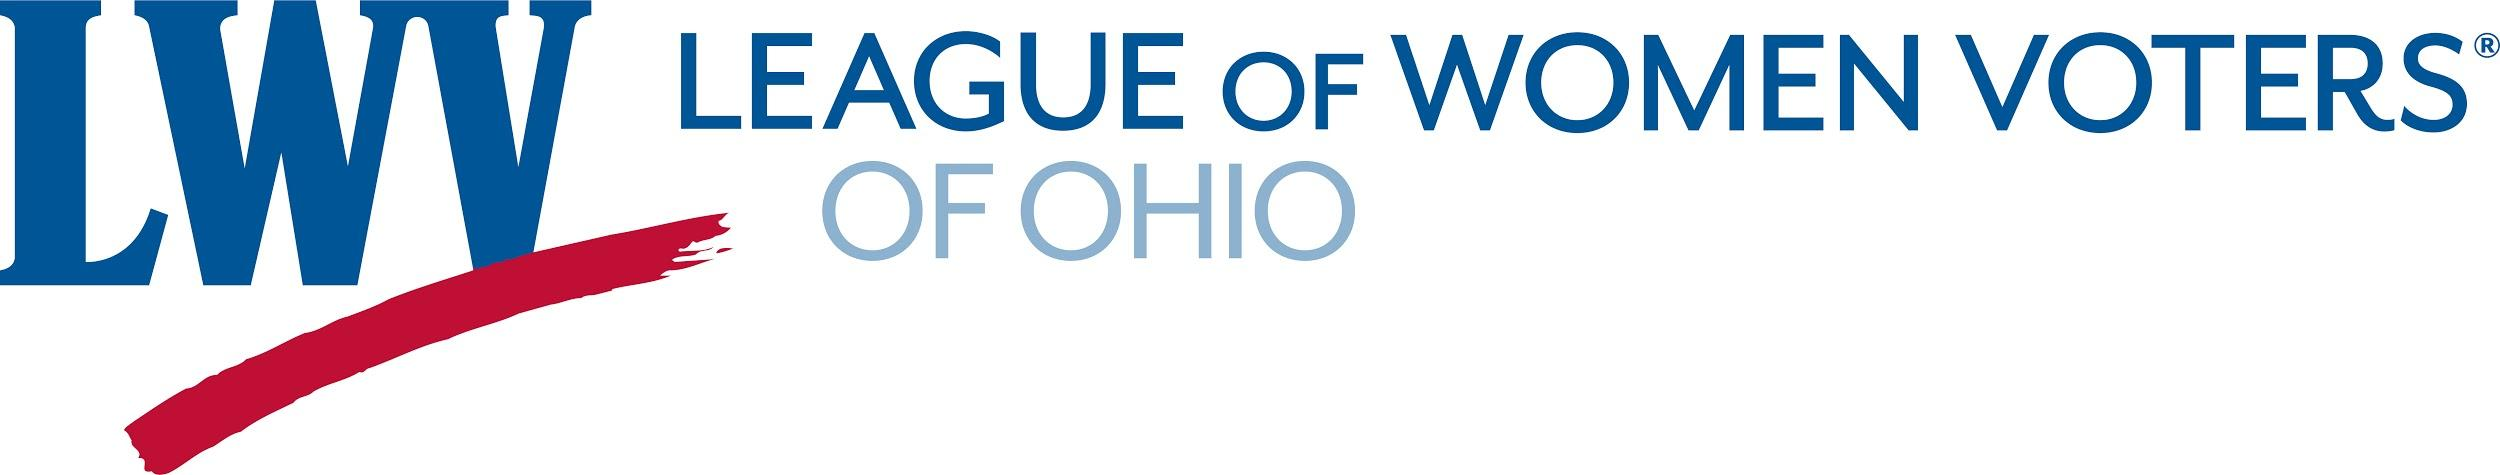 LWV
LEAGUE OF WOMEN VOTERS®
OF OHIO